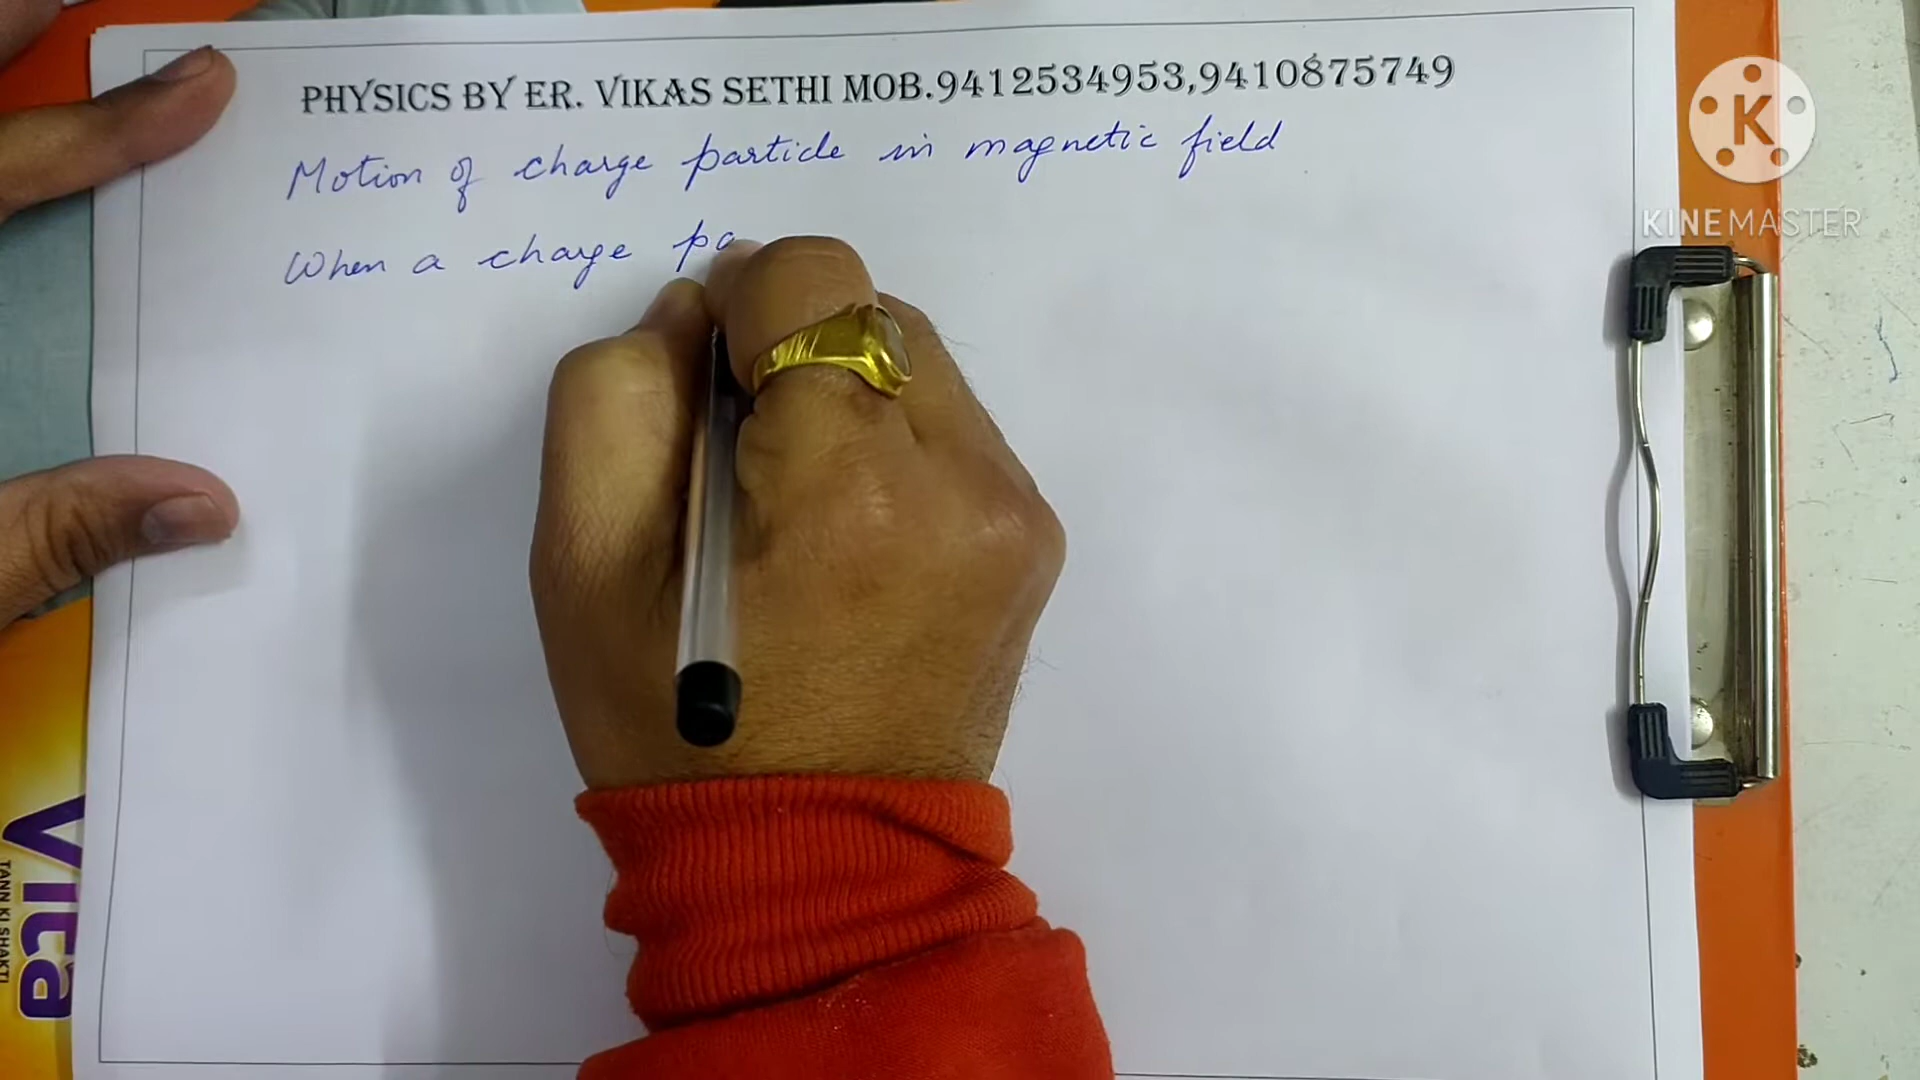 PHYSICS BY ER. VIKAS SETHI MOB.9412534953,9410875749
Motion of charge particle in magnetic field
When a charge pa
K
KINEMASTER
Vita
TANN KI SHAKTI